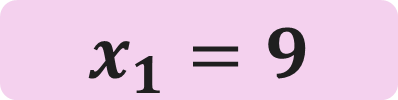 x₁ = 9